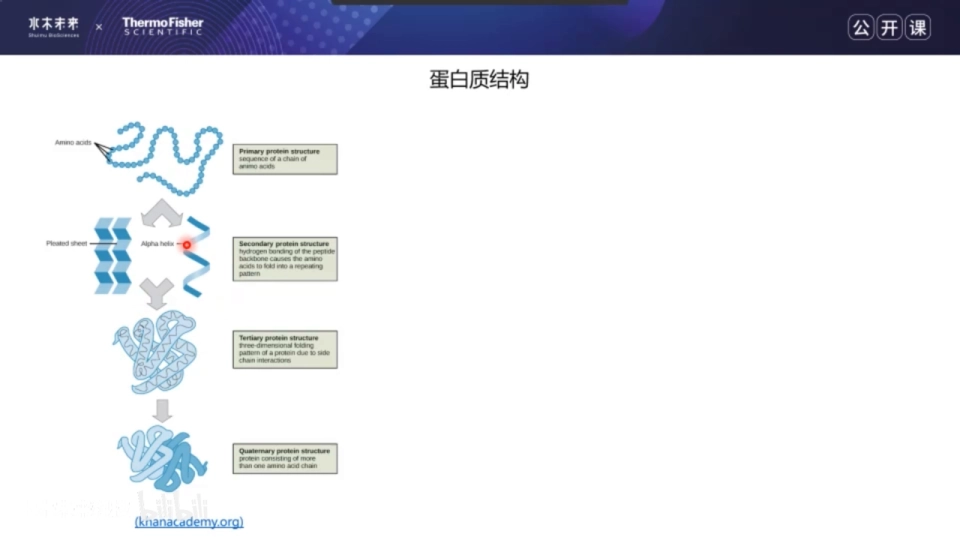 水木未来
Shuimu BioSciences
×
ThermoFisher
SCIENTIFIC
公开课
蛋白质结构
Amino acids
Primary protein structure
sequence of a chain of
amino acids
Pleated sheet
Alpha helix
Secondary protein structure
hydrogen bonding of the peptide
backbone causes the amino
acids to fold into a repeating
pattern
Tertiary protein structure
three-dimensional folding
pattern of a protein due to side
chain interactions
Quaternary protein structure
protein consisting of more
than one amino acid chain
bilibili
(khanacademy.org)